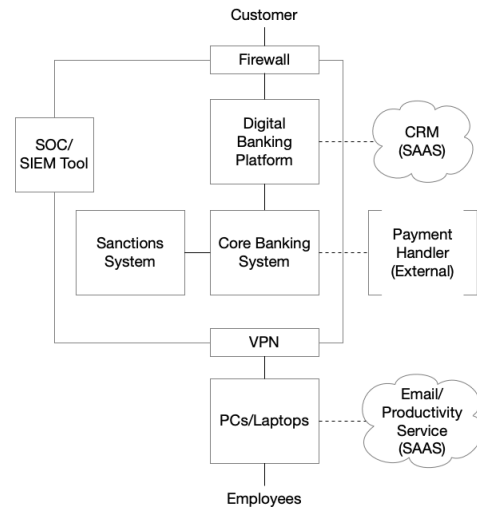 Customer
Firewall
SOC/
SIEM Tool
Digital
Banking
Platform
CRM
(SAAS)
Sanctions
System
Core Banking
System
Payment
Handler
(External)
VPN
PCs/Laptops
Email/
Productivity
Service
(SAAS)
Employees